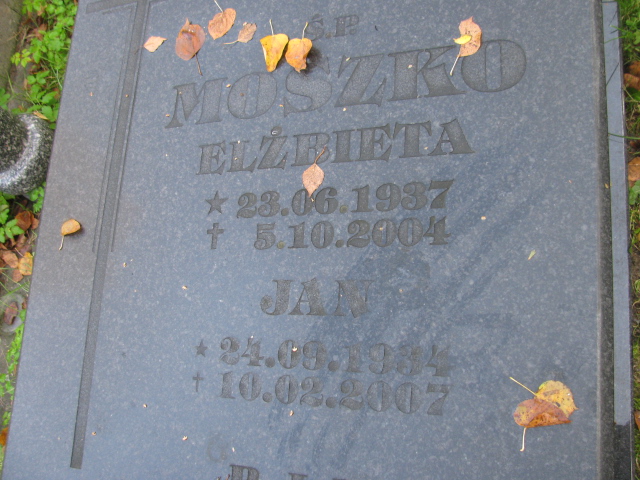 Ś.P.
MOSZKO
ELŻBIETA
★ 23.06.1937
✝ 5.10.2004
JAN
★ 24.09.1934
✝ 10.02.2007